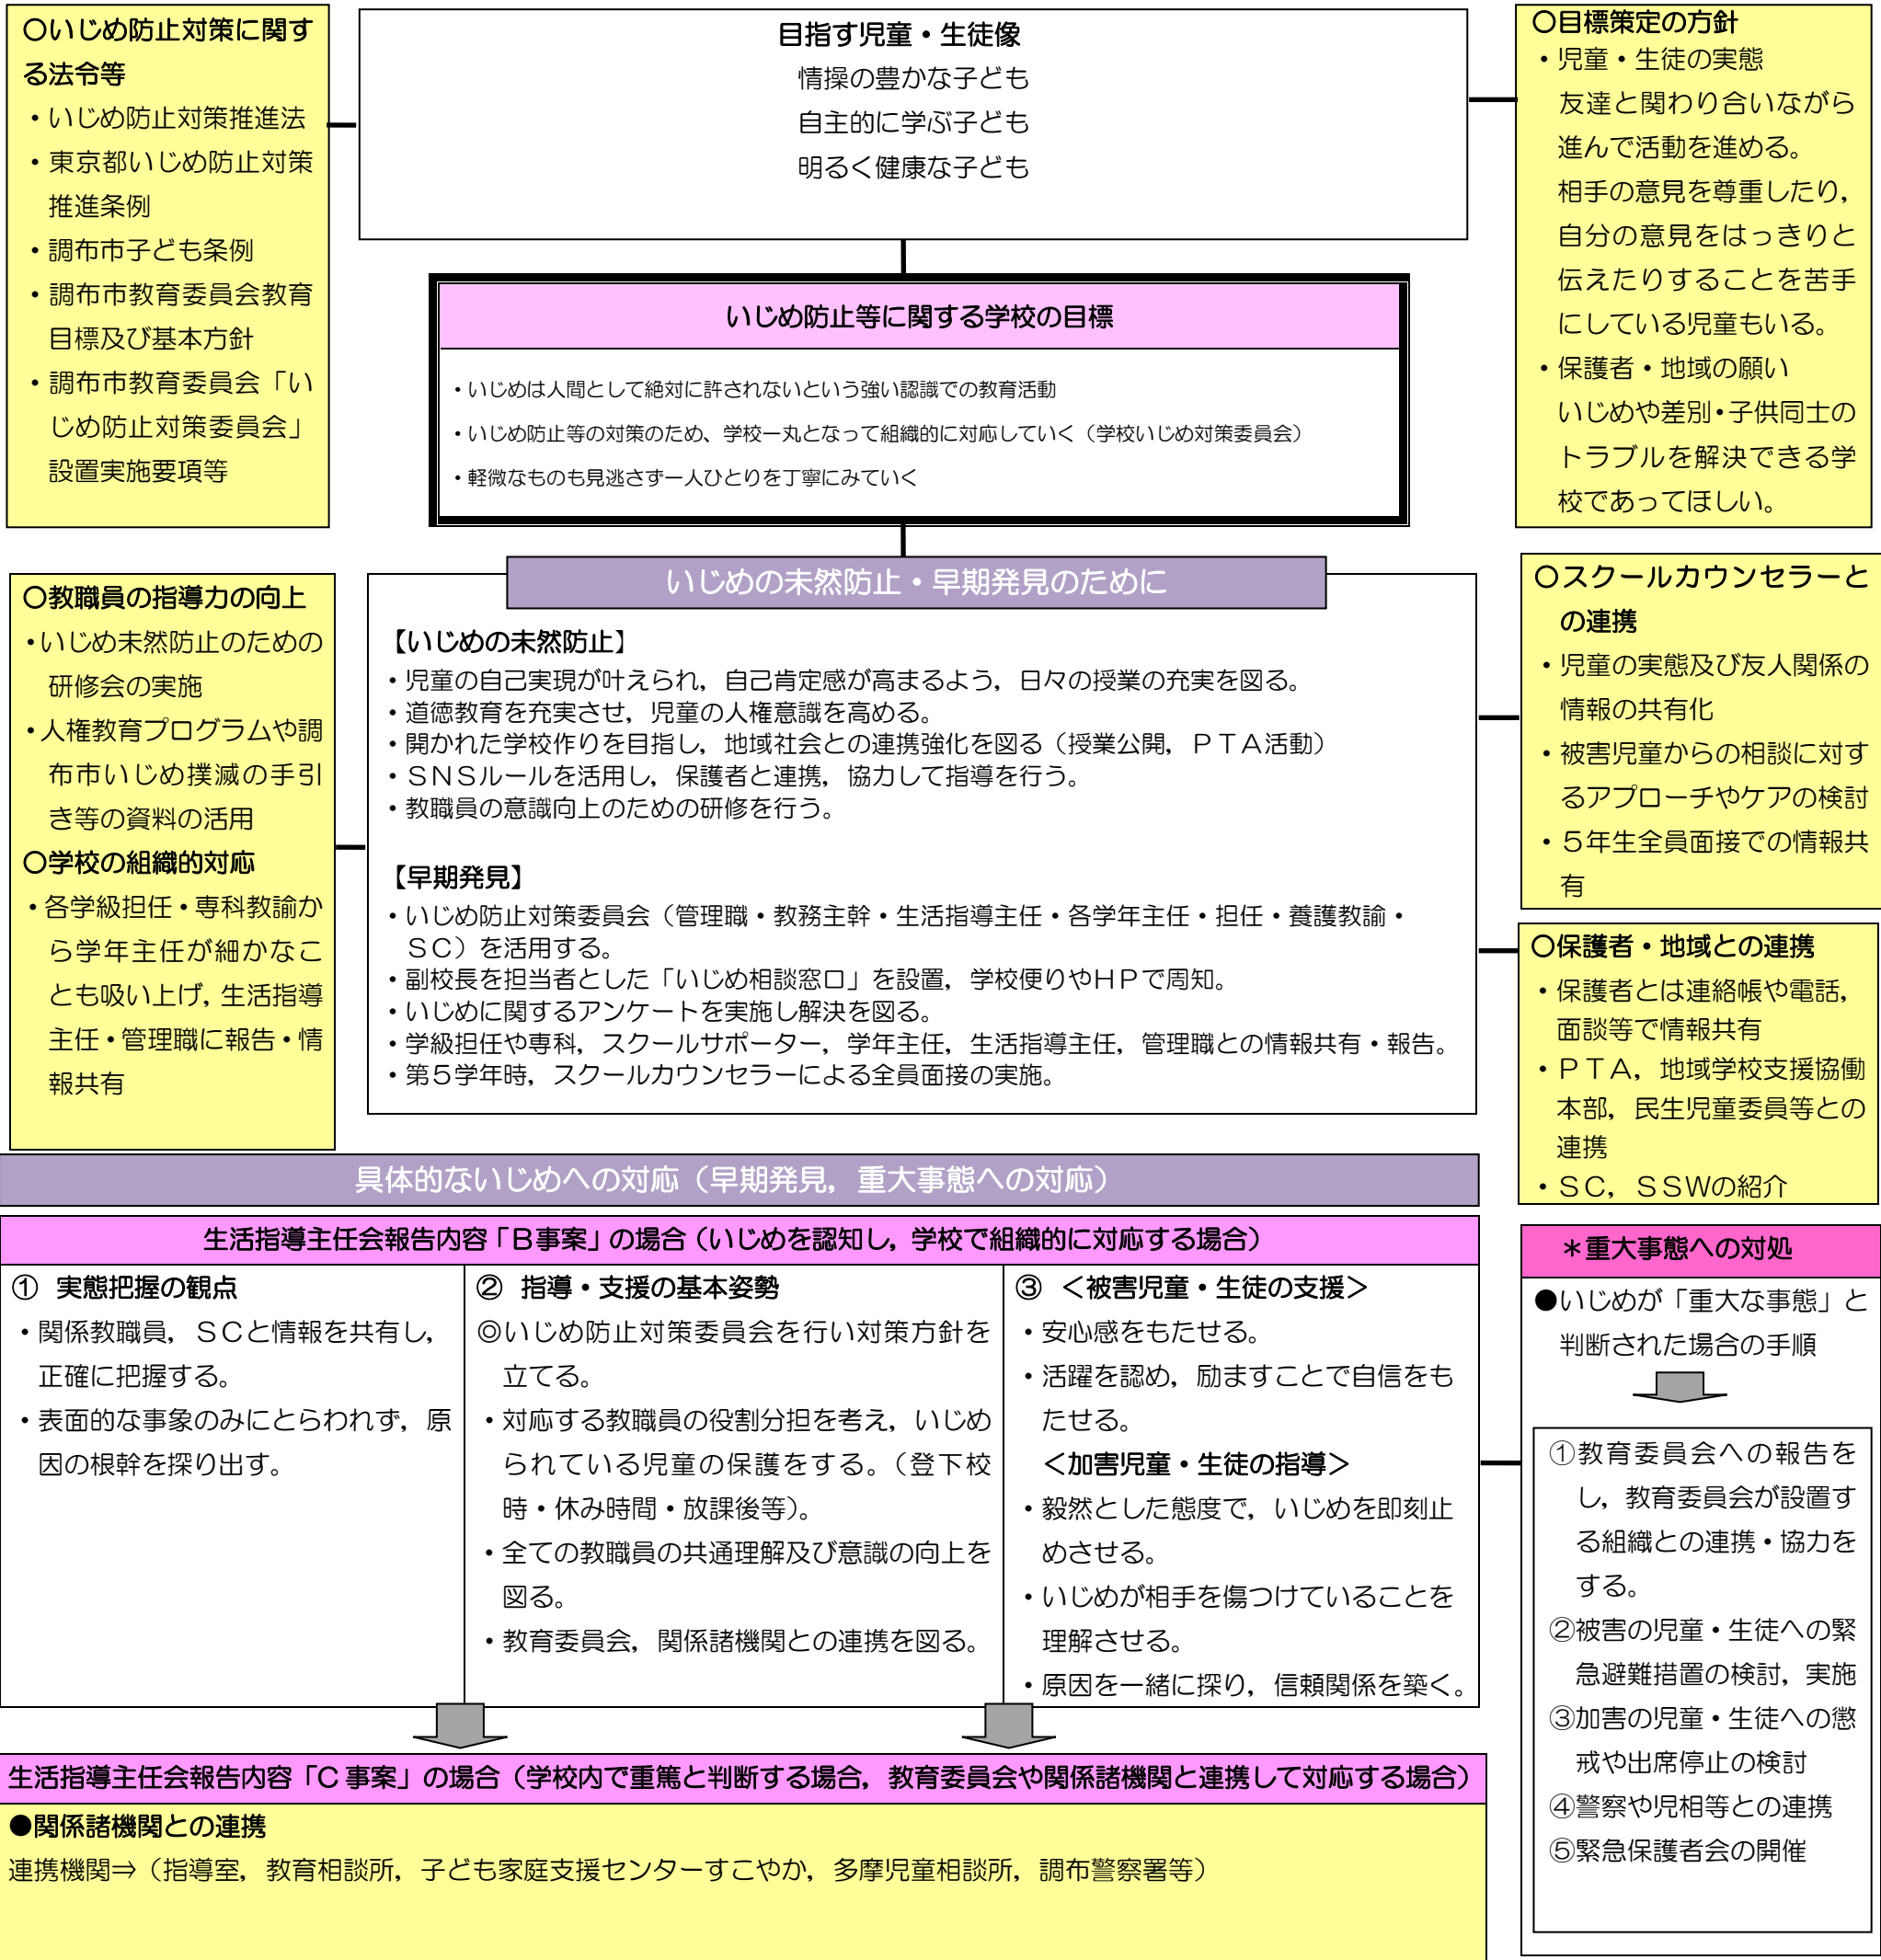 〇いじめ防止対策に関す
る法令等
・いじめ防止対策推進法
・東京都いじめ防止対策
推進条例
・調布市子ども条例
・調布市教育委員会教育
目標及び基本方針
・調布市教育委員会「い
じめ防止対策委員会」
設置実施要項等
目指す児童・生徒像
情操の豊かな子ども
自主的に学ぶ子ども
明るく健康な子ども
〇目標策定の方針
・児童・生徒の実態
友達と関わり合いながら
進んで活動を進める。
相手の意見を尊重したり，
自分の意見をはっきりと
伝えたりすることを苦手
にしている児童もいる。
・保護者・地域の願い
いじめや差別・子供同士の
トラブルを解決できる学
校であってほしい。
いじめ防止等に関する学校の目標
・いじめは人間として絶対に許されないという強い認識での教育活動
・いじめ防止等の対策のため、学校一丸となって組織的に対応していく（学校いじめ対策委員会）
・軽微なものも見逃さず一人ひとりを丁寧にみていく
〇教職員の指導力の向上
・いじめ未然防止のための
研修会の実施
・人権教育プログラムや調
布市いじめ撲滅の手引
き等の資料の活用
〇学校の組織的対応
・各学級担任・専科教諭か
ら学年主任が細かなこ
とも吸い上げ，生活指導
主任・管理職に報告・情
報共有
いじめの未然防止・早期発見のために
【いじめの未然防止】
・児童の自己実現が叶えられ，自己肯定感が高まるよう，日々の授業の充実を図る。
・道徳教育を充実させ，児童の人権意識を高める。
・開かれた学校作りを目指し，地域社会との連携強化を図る（授業公開，ＰＴＡ活動）
・ＳＮＳルールを活用し，保護者と連携，協力して指導を行う。
・教職員の意識向上のための研修を行う。
【早期発見】
・いじめ防止対策委員会（管理職・教務主幹・生活指導主任・各学年主任・担任・養護教諭・
ＳＣ）を活用する。
・副校長を担当者とした「いじめ相談窓口」を設置，学校便りやＨＰで周知。
・いじめに関するアンケートを実施し解決を図る。
・学級担任や専科，スクールサポーター，学年主任，生活指導主任，管理職との情報共有・報告。
・第５学年時，スクールカウンセラーによる全員面接の実施。
〇スクールカウンセラーと
の連携
・児童の実態及び友人関係の
情報の共有化
・被害児童からの相談に対す
るアプローチやケアの検討
・５年生全員面接での情報共
有
〇保護者・地域との連携
・保護者とは連絡帳や電話，
面談等で情報共有
・ＰＴＡ，地域学校支援協働
本部，民生児童委員等との
連携
・ＳＣ，ＳＳＷの紹介
具体的ないじめへの対応（早期発見，重大事態への対応）
生活指導主任会報告内容「Ｂ事案」の場合（いじめを認知し，学校で組織的に対応する場合）
① 実態把握の観点
・関係教職員，ＳＣと情報を共有し，
正確に把握する。
・表面的な事象のみにとらわれず，原
因の根幹を探り出す。
② 指導・支援の基本姿勢
◎いじめ防止対策委員会を行い対策方針を
立てる。
・対応する教職員の役割分担を考え，いじめ
られている児童の保護をする。（登下校
時・休み時間・放課後等）。
・全ての教職員の共通理解及び意識の向上を
図る。
・教育委員会，関係諸機関との連携を図る。
③ ＜被害児童・生徒の支援＞
・安心感をもたせる。
・活躍を認め，励ますことで自信をも
たせる。
＜加害児童・生徒の指導＞
・毅然とした態度で，いじめを即刻止
めさせる。
・いじめが相手を傷つけていることを
理解させる。
・原因を一緒に探り，信頼関係を築く。
＊重大事態への対処
●いじめが「重大な事態」と
判断された場合の手順
①教育委員会への報告を
し，教育委員会が設置す
る組織との連携・協力を
する。
②被害の児童・生徒への緊
急避難措置の検討，実施
③加害の児童・生徒への懲
戒や出席停止の検討
④警察や児相等との連携
⑤緊急保護者会の開催
生活指導主任会報告内容「C 事案」の場合（学校内で重篤と判断する場合，教育委員会や関係諸機関と連携して対応する場合）
●関係諸機関との連携
連携機関⇒（指導室，教育相談所，子ども家庭支援センターすこやか，多摩児童相談所，調布警察署等）